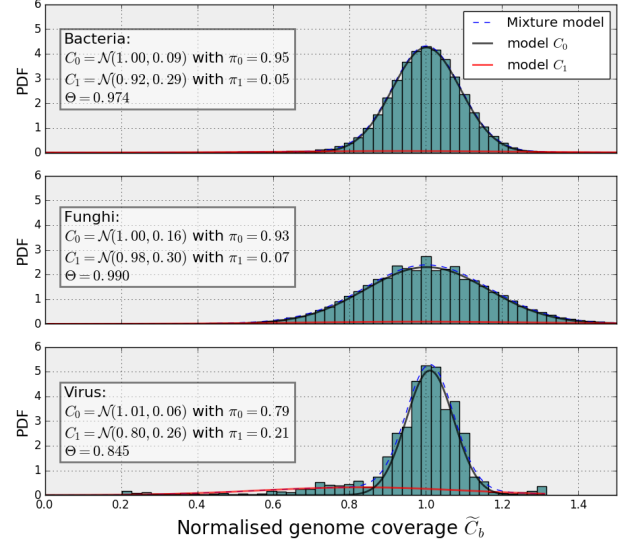 Mixture model
model C₀
model C₁
6
5
4
3
2
1
0
PDF
Bacteria:
C₀ = 𝒩(1.00, 0.09) with π₀ = 0.95
C₁ = 𝒩(0.92, 0.29) with π₁ = 0.05
Θ = 0.974
6
5
4
3
2
1
0
PDF
Funghi:
C₀ = 𝒩(1.00, 0.16) with π₀ = 0.93
C₁ = 𝒩(0.98, 0.30) with π₁ = 0.07
Θ = 0.990
6
5
4
3
2
1
0
PDF
Virus:
C₀ = 𝒩(1.01, 0.06) with π₀ = 0.79
C₁ = 𝒩(0.80, 0.26) with π₁ = 0.21
Θ = 0.845
0.0 0.2 0.4 0.6 0.8 1.0 1.2 1.4
Normalised genome coverage C̃_b